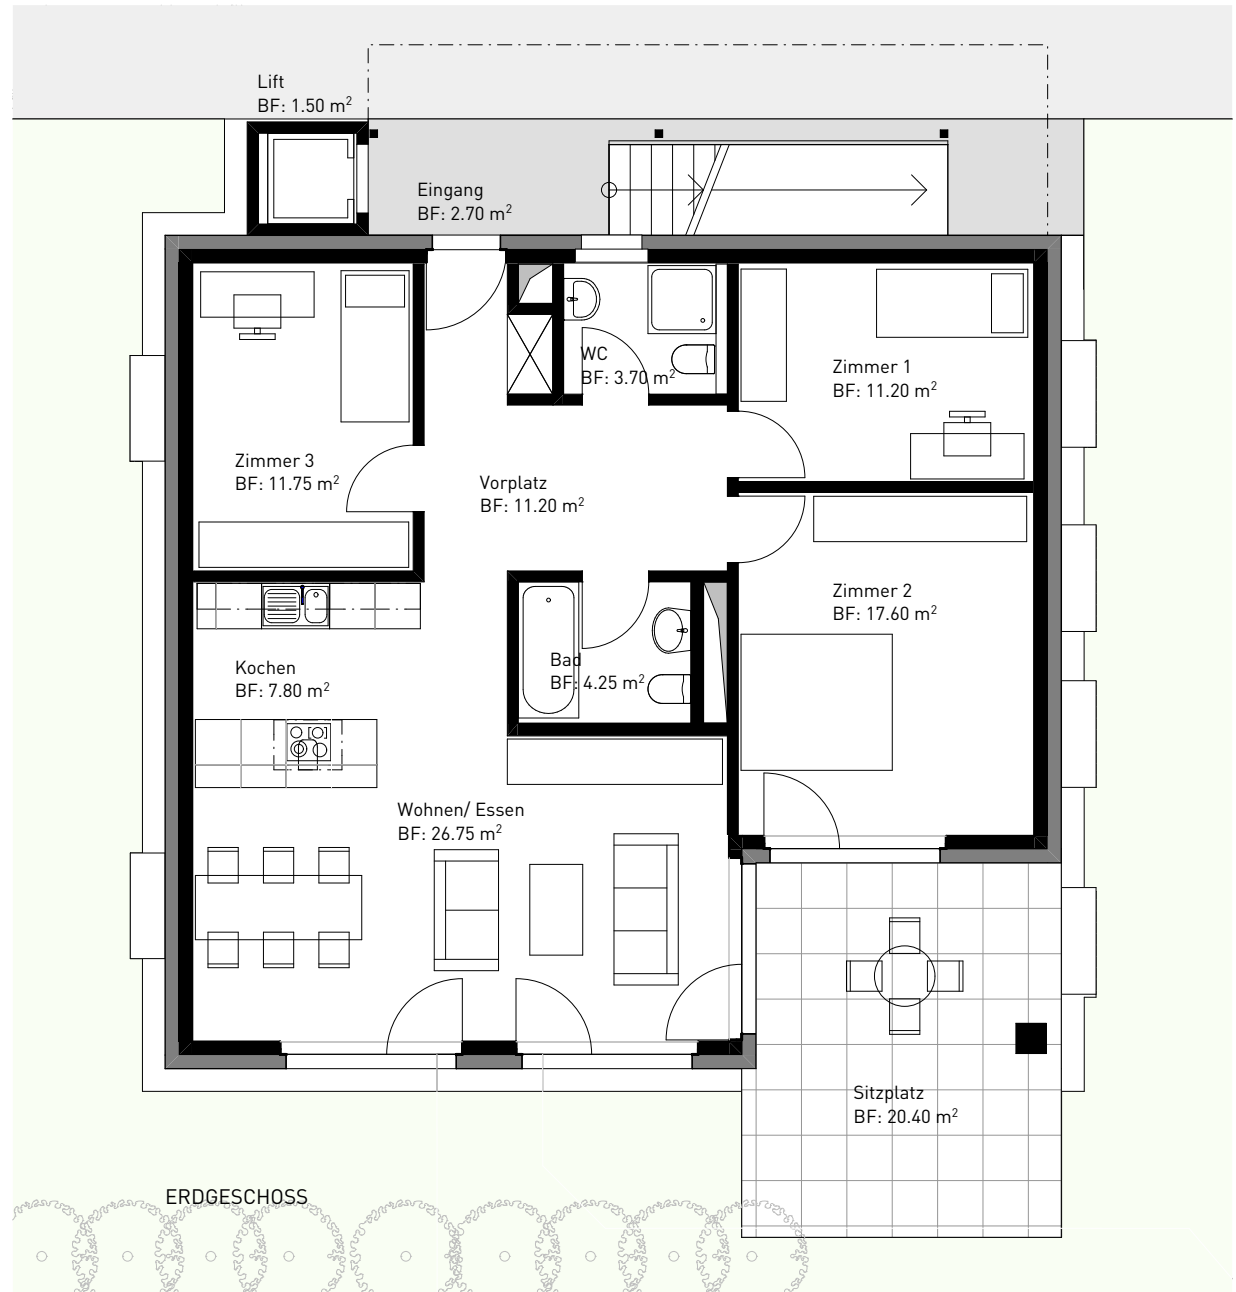 Lift
BF: 1.50 m²
Eingang
BF: 2.70 m²
WC
BF: 3.70 m²
Zimmer 1
BF: 11.20 m²
Zimmer 3
BF: 11.75 m²
Vorplatz
BF: 11.20 m²
Zimmer 2
BF: 17.60 m²
Kochen
BF: 7.80 m²
Bad
BF: 4.25 m²
Wohnen/ Essen
BF: 26.75 m²
Sitzplatz
BF: 20.40 m²
ERDGESCHOSS